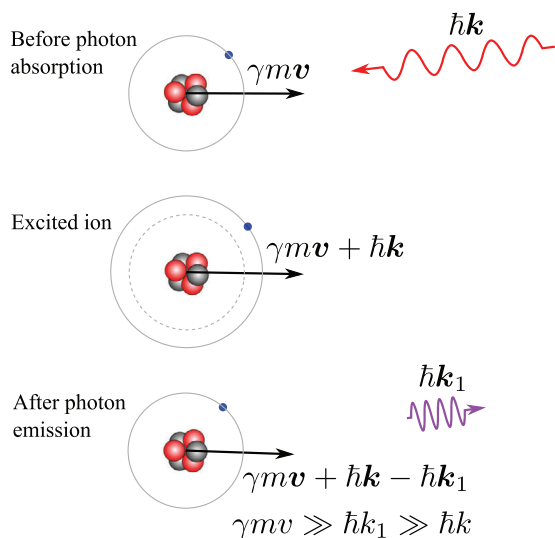 Before photon
absorption
γmv
ħk
Excited ion
γmv + ħk
After photon
emission
ħk₁
γmv + ħk − ħk₁
γmv ≫ ħk₁ ≫ ħk